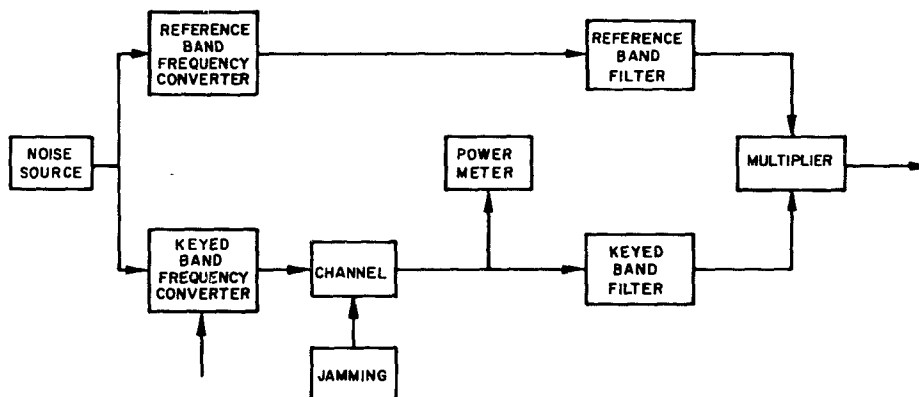 REFERENCE
BAND
FREQUENCY
CONVERTER
REFERENCE
BAND
FILTER
NOISE
SOURCE
POWER
METER
MULTIPLIER
KEYED
BAND
FREQUENCY
CONVERTER
CHANNEL
KEYED
BAND
FILTER
JAMMING